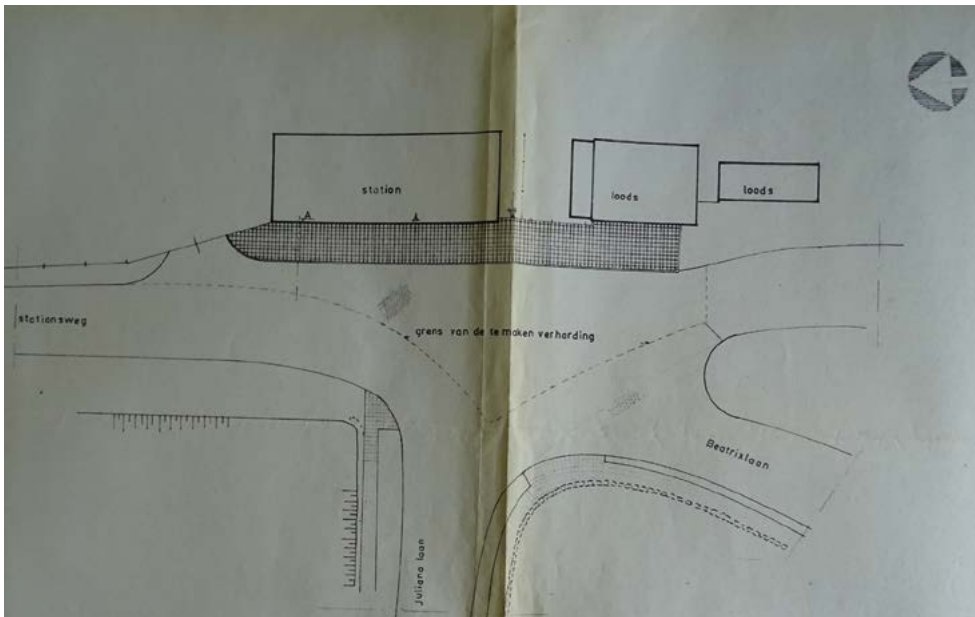 station
loods
loods
stationsweg
grens van de te maken verharding
Beatrixlaan
Juliana laan